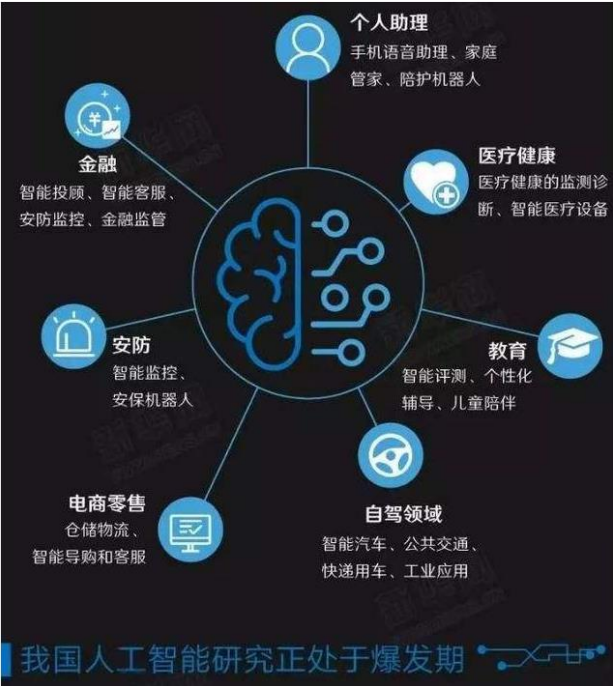 个人助理
手机语音助理、家庭
管家、陪护机器人
金融
智能投顾、智能客服、
安防监控、金融监管
医疗健康
医疗健康的监测诊
断、智能医疗设备
安防
智能监控、
安保机器人
教育
智能评测、个性化
辅导、儿童陪伴
电商零售
仓储物流、
智能导购和客服
自驾领域
智能汽车、公共交通、
快递用车、工业应用
我国人工智能研究正处于爆发期